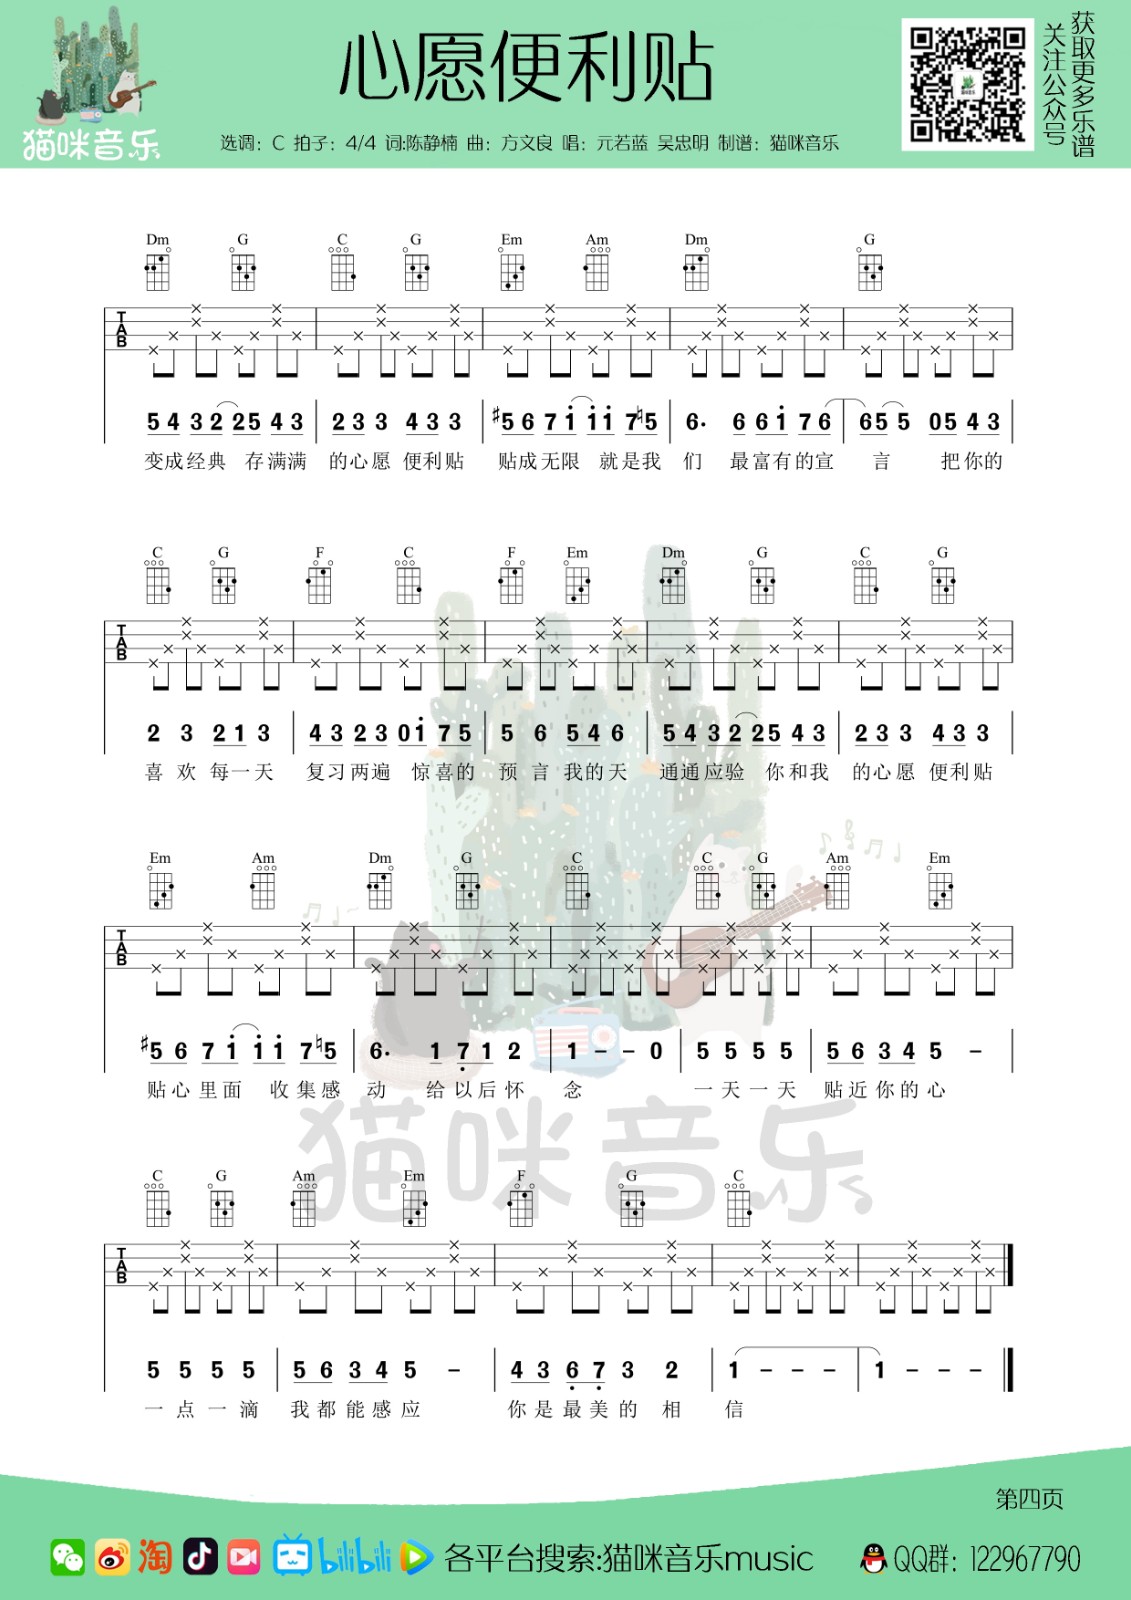 心愿便利贴
猫咪音乐
选调：C 拍子：4/4 词:陈静楠 曲：方文良 唱：元若蓝 吴忠明 制谱：猫咪音乐
获取更多乐谱
关注公众号
Dm G C G Em Am Dm G
TAB
5 4 3 2 2 5 4 3 2 3 3 4 3 3 #5 6 7 i i i 7 ♮5 6. 6 6 i 7 6 6 5 5 0 5 4 3
变成经典 存满满 的心愿 便利贴 贴成无限 就是我 们 最富有的宣 言 把你的
C G F C F Em Dm G C G
TAB
2 3 2 1 3 4 3 2 3 0 i 7 5 5 6 5 4 6 5 4 3 2 2 5 4 3 2 3 3 4 3 3
喜 欢 每一天 复习两遍 惊喜的 预言我的天 通通应验 你和我 的心愿 便利贴
Em Am Dm G C C G Am Em
TAB
#5 6 7 i i i 7 ♮5 6. 1 7 1 2 1 - - 0 5 5 5 5 5 6 3 4 5 -
贴心里面 收集感 动 给以后怀 念 一天一天 贴近你的心
猫咪音乐
C G Am Em F G C
TAB
5 5 5 5 5 6 3 4 5 - 4 3 6 7 3 2 1 - - - 1 - - -
一点一滴 我都能感应 你是最美的相 信
第四页
淘 bilibili 各平台搜索:猫咪音乐music QQ群：122967790